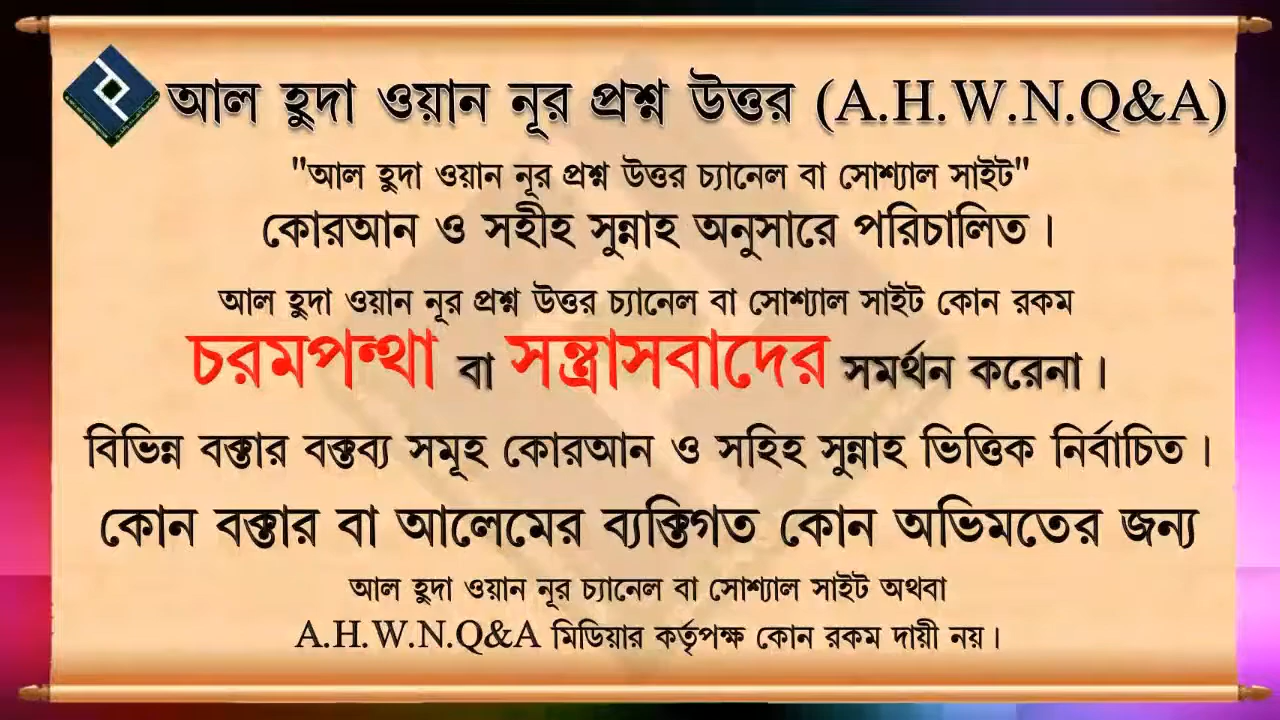 আল হুদা ওয়ান নূর প্রশ্ন উত্তর (A.H.W.N.Q&A)
"আল হুদা ওয়ান নূর প্রশ্ন উত্তর চ্যানেল বা সোশ্যাল সাইট"
কোরআন ও সহীহ সুন্নাহ অনুসারে পরিচালিত।
আল হুদা ওয়ান নূর প্রশ্ন উত্তর চ্যানেল বা সোশ্যাল সাইট কোন রকম
চরমপন্থা বা সন্ত্রাসবাদের সমর্থন করেনা।
বিভিন্ন বক্তার বক্তব্য সমূহ কোরআন ও সহিহ সুন্নাহ ভিত্তিক নির্বাচিত।
কোন বক্তার বা আলেমের ব্যক্তিগত কোন অভিমতের জন্য
আল হুদা ওয়ান নূর চ্যানেল বা সোশ্যাল সাইট অথবা
A.H.W.N.Q&A মিডিয়ার কর্তৃপক্ষ কোন রকম দায়ী নয়।